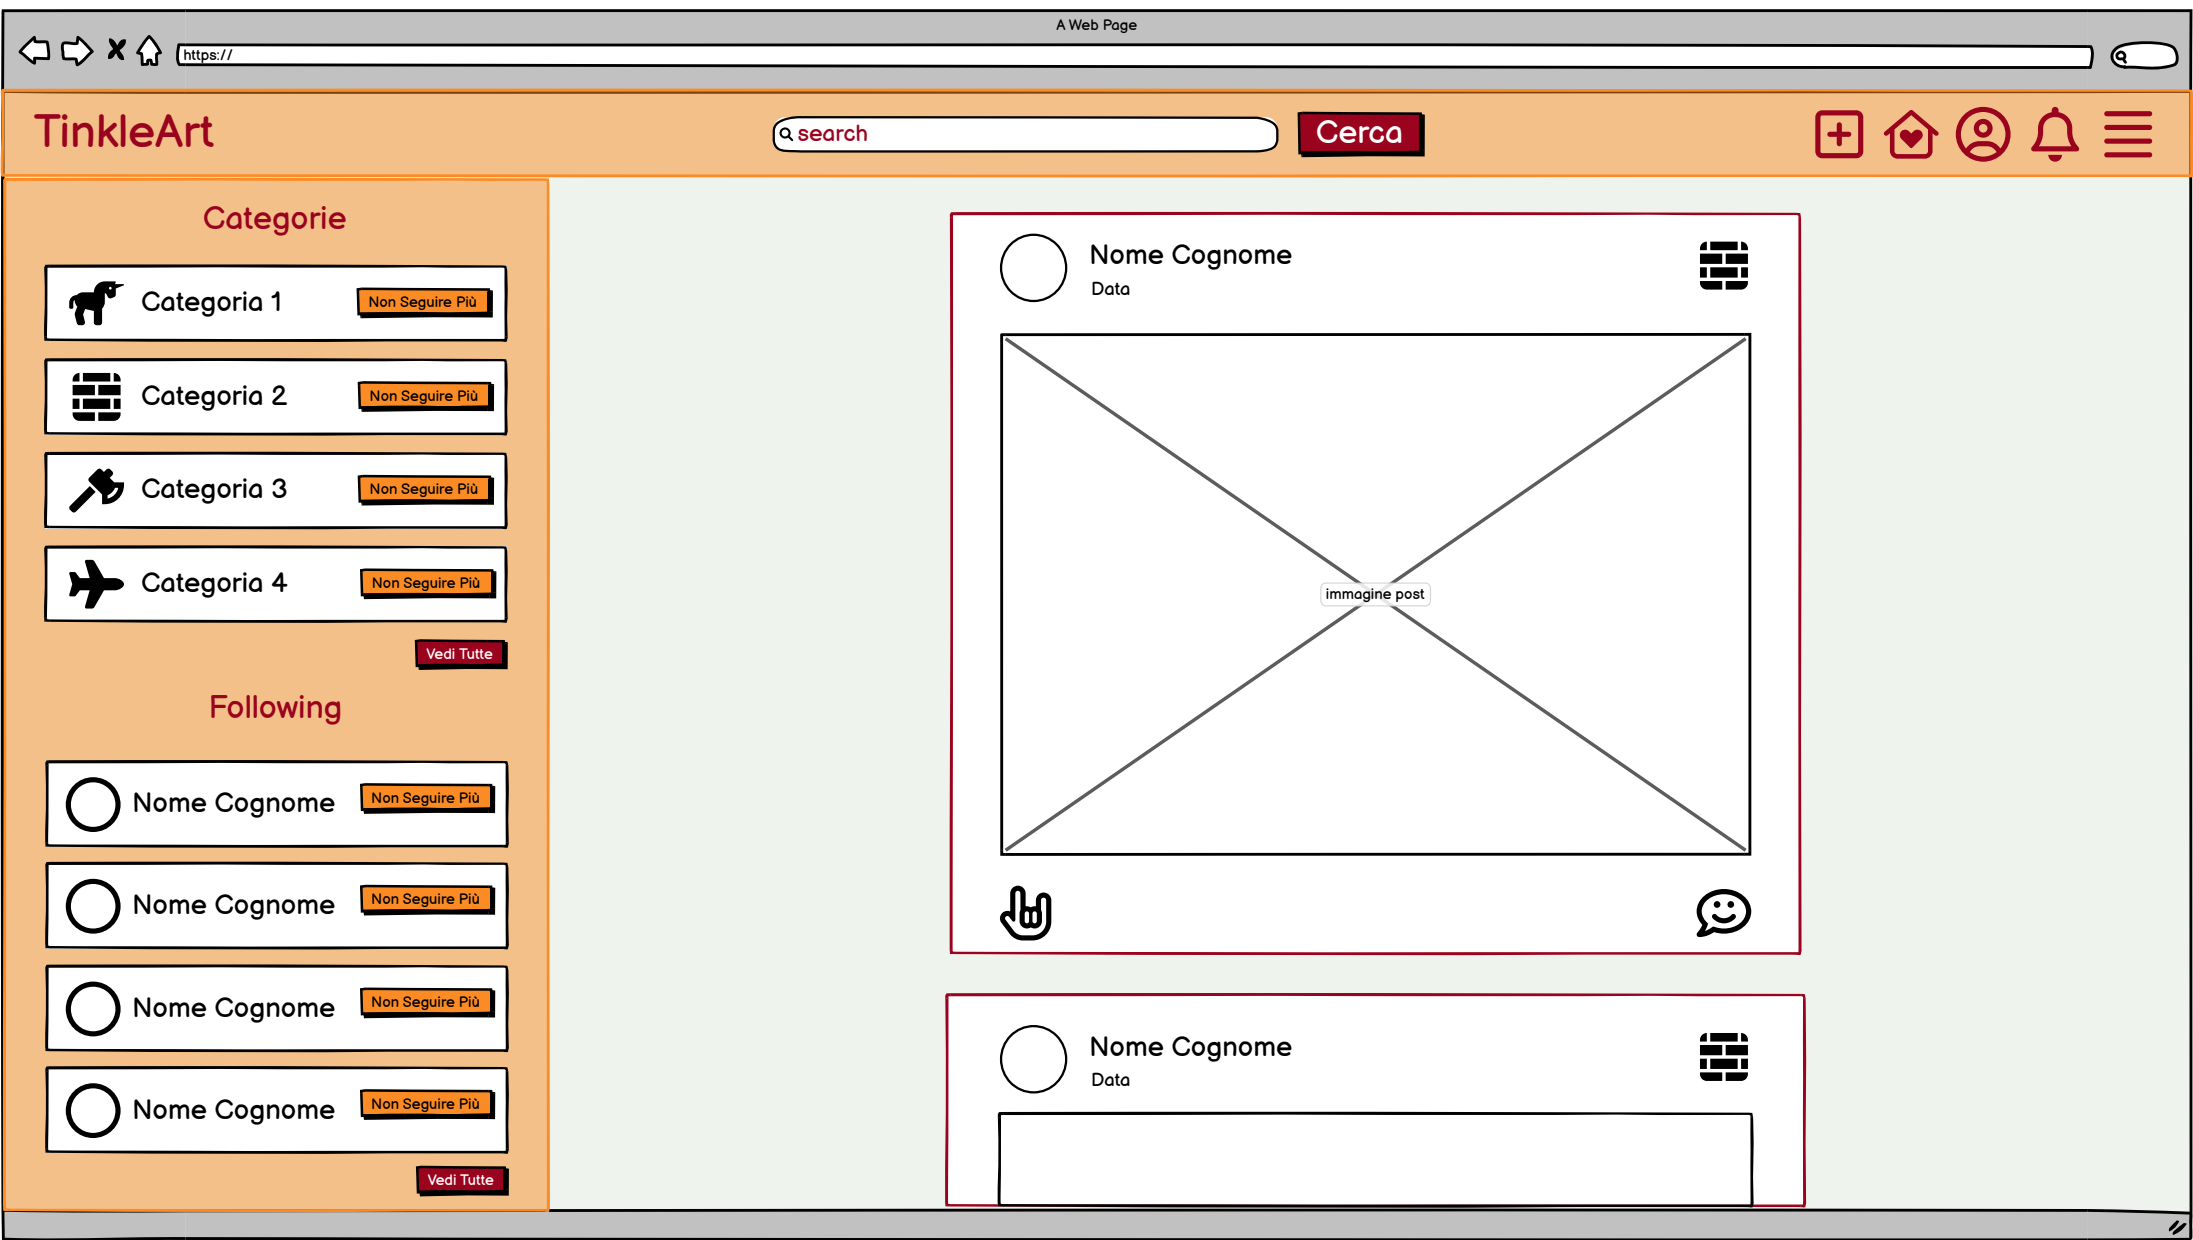 A Web Page
https://
TinkleArt
search
Cerca
Categorie
Categoria 1
Non Seguire Più
Categoria 2
Non Seguire Più
Categoria 3
Non Seguire Più
Categoria 4
Non Seguire Più
Vedi Tutte
Following
Nome Cognome
Non Seguire Più
Nome Cognome
Non Seguire Più
Nome Cognome
Non Seguire Più
Nome Cognome
Non Seguire Più
Vedi Tutte
Nome Cognome
Data
immagine post
Nome Cognome
Data